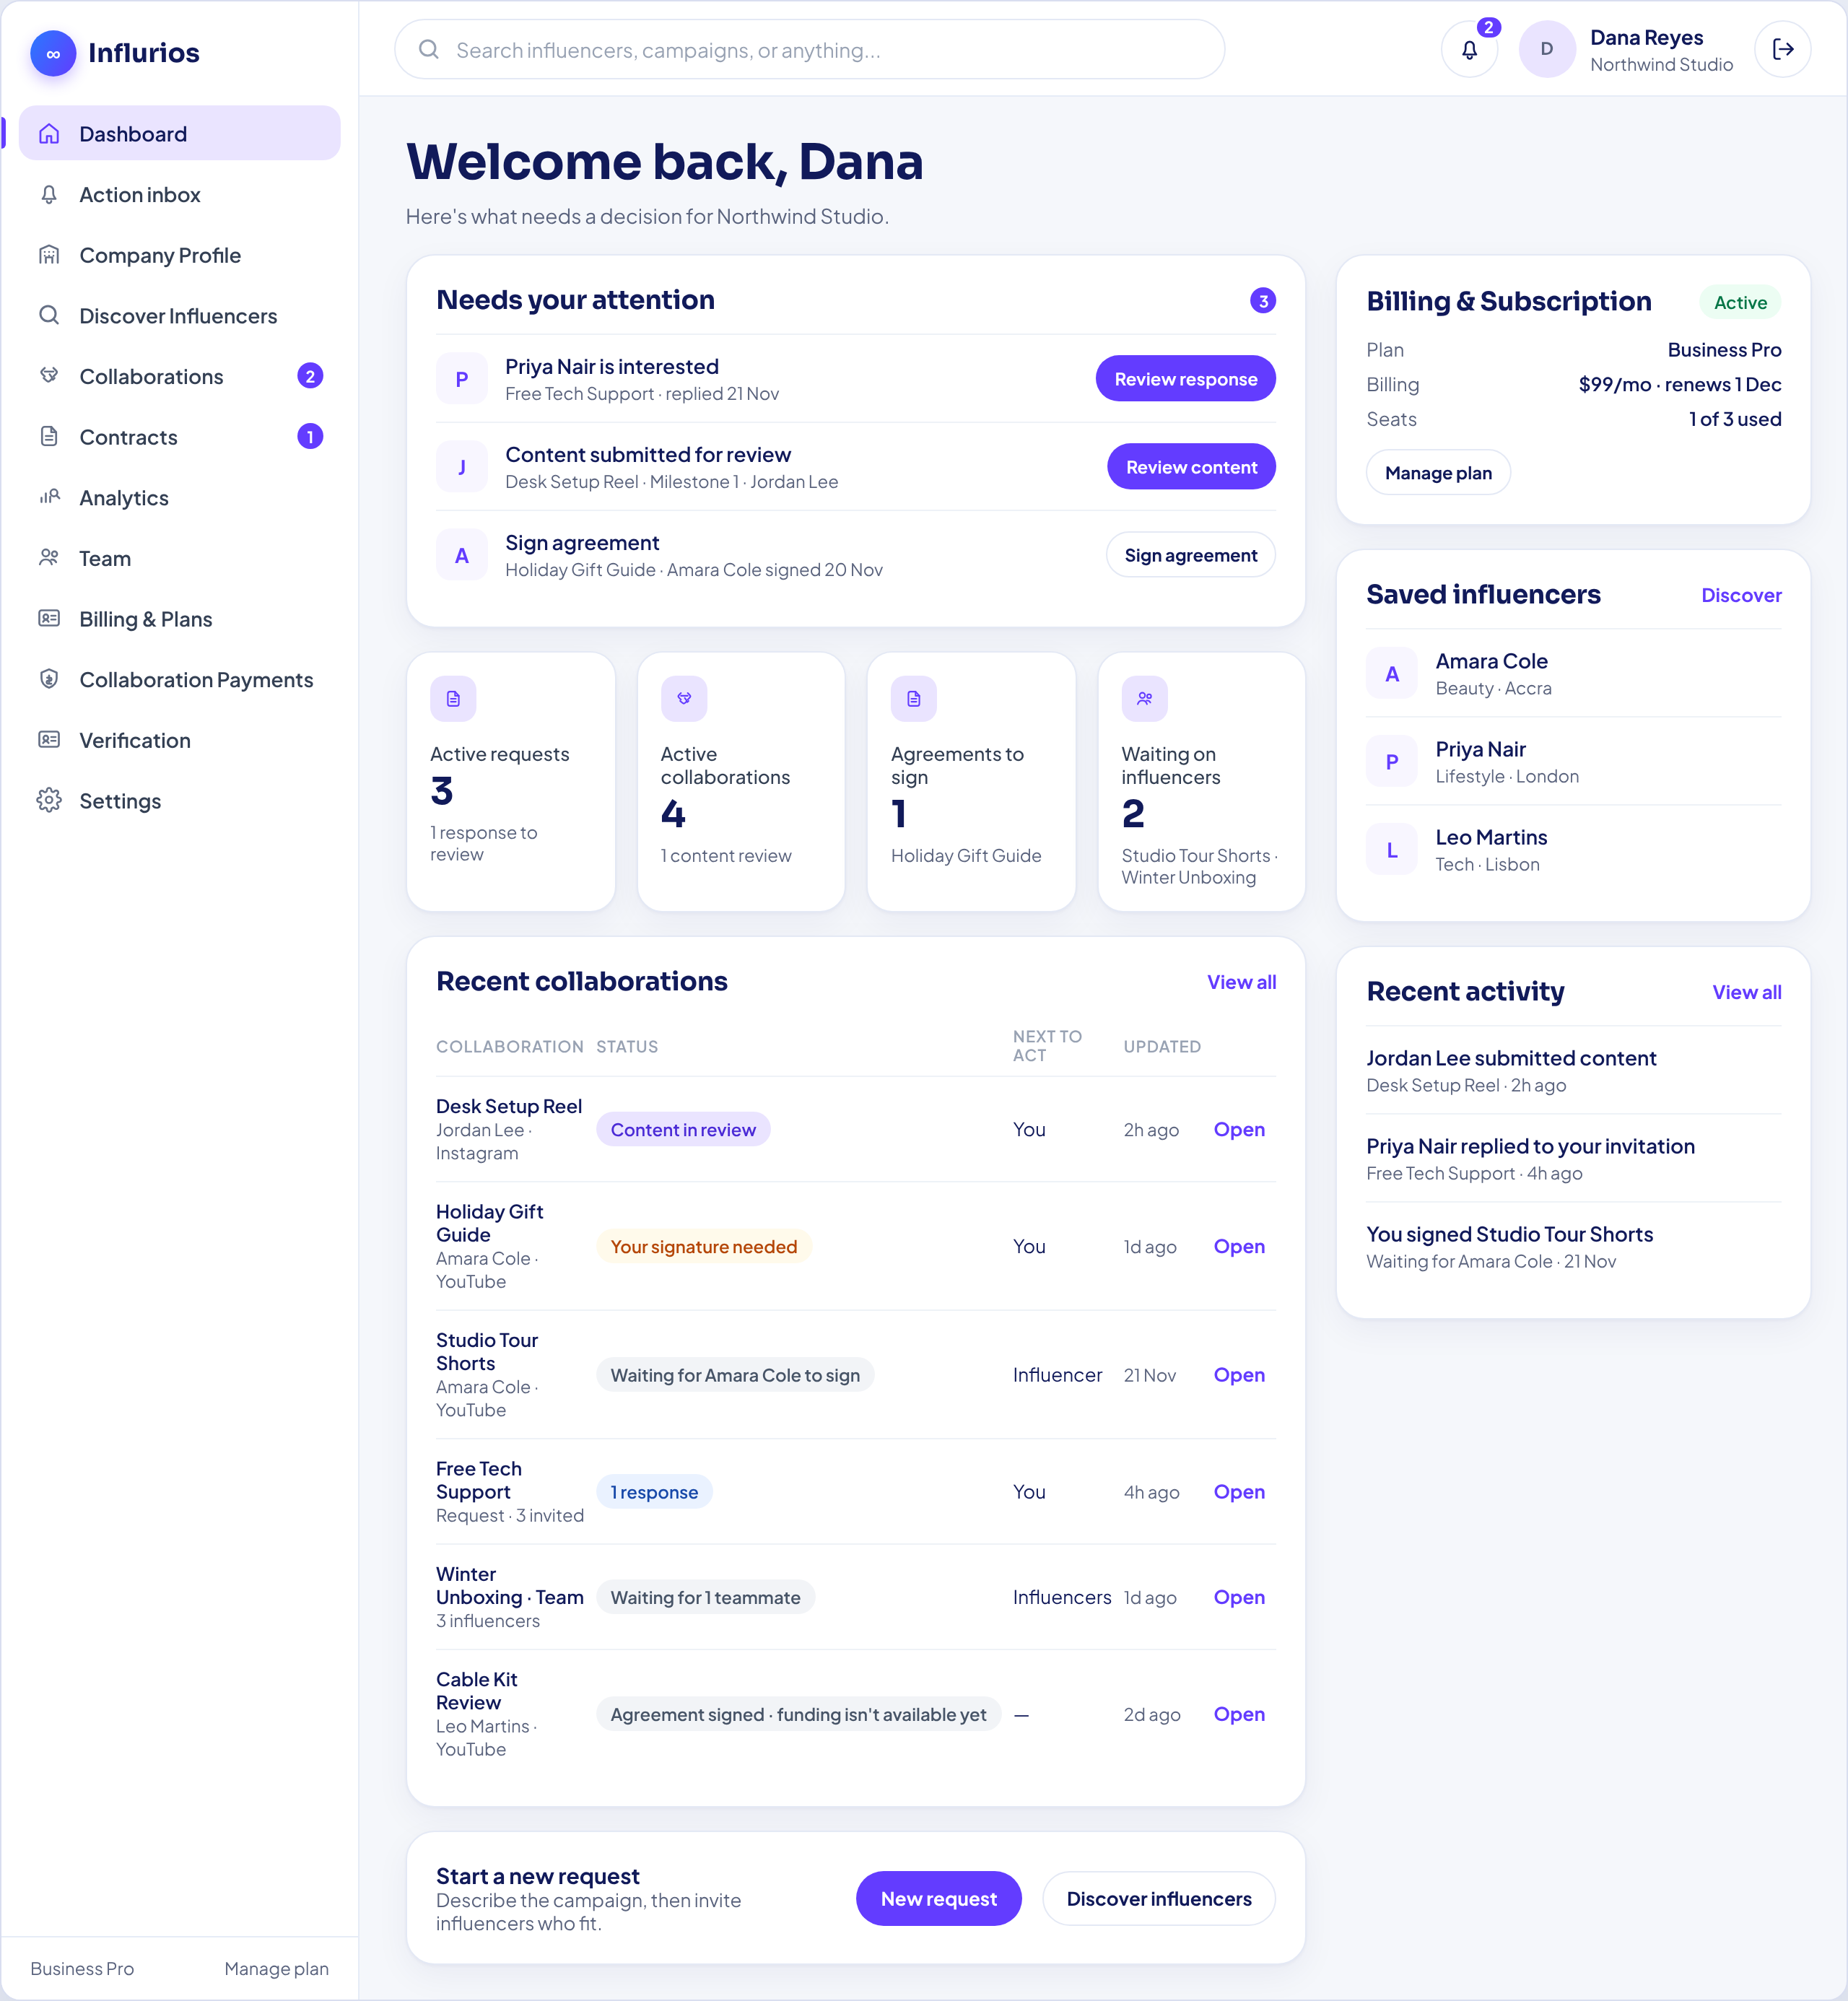 ∞ Influrios
Search influencers, campaigns, or anything...
2
D
Dana Reyes
Northwind Studio
Dashboard
Action inbox
Company Profile
Discover Influencers
Collaborations 2
Contracts 1
Analytics
Team
Billing & Plans
Collaboration Payments
Verification
Settings
Business Pro Manage plan
Welcome back, Dana
Here's what needs a decision for Northwind Studio.
Needs your attention 3
P
Priya Nair is interested
Free Tech Support · replied 21 Nov
Review response
J
Content submitted for review
Desk Setup Reel · Milestone 1 · Jordan Lee
Review content
A
Sign agreement
Holiday Gift Guide · Amara Cole signed 20 Nov
Sign agreement
Active requests
3
1 response to
review
Active
collaborations
4
1 content review
Agreements to
sign
1
Holiday Gift Guide
Waiting on
influencers
2
Studio Tour Shorts ·
Winter Unboxing
Recent collaborations View all
COLLABORATION STATUS NEXT TO
ACT UPDATED
Desk Setup Reel
Jordan Lee ·
Instagram
Content in review You 2h ago Open
Holiday Gift
Guide
Amara Cole ·
YouTube
Your signature needed You 1d ago Open
Studio Tour
Shorts
Amara Cole ·
YouTube
Waiting for Amara Cole to sign Influencer 21 Nov Open
Free Tech
Support
Request · 3 invited
1 response You 4h ago Open
Winter
Unboxing · Team
3 influencers
Waiting for 1 teammate Influencers 1d ago Open
Cable Kit
Review
Leo Martins ·
YouTube
Agreement signed · funding isn't available yet — 2d ago Open
Start a new request
Describe the campaign, then invite
influencers who fit.
New request Discover influencers
Billing & Subscription Active
Plan Business Pro
Billing $99/mo · renews 1 Dec
Seats 1 of 3 used
Manage plan
Saved influencers Discover
A
Amara Cole
Beauty · Accra
P
Priya Nair
Lifestyle · London
L
Leo Martins
Tech · Lisbon
Recent activity View all
Jordan Lee submitted content
Desk Setup Reel · 2h ago
Priya Nair replied to your invitation
Free Tech Support · 4h ago
You signed Studio Tour Shorts
Waiting for Amara Cole · 21 Nov